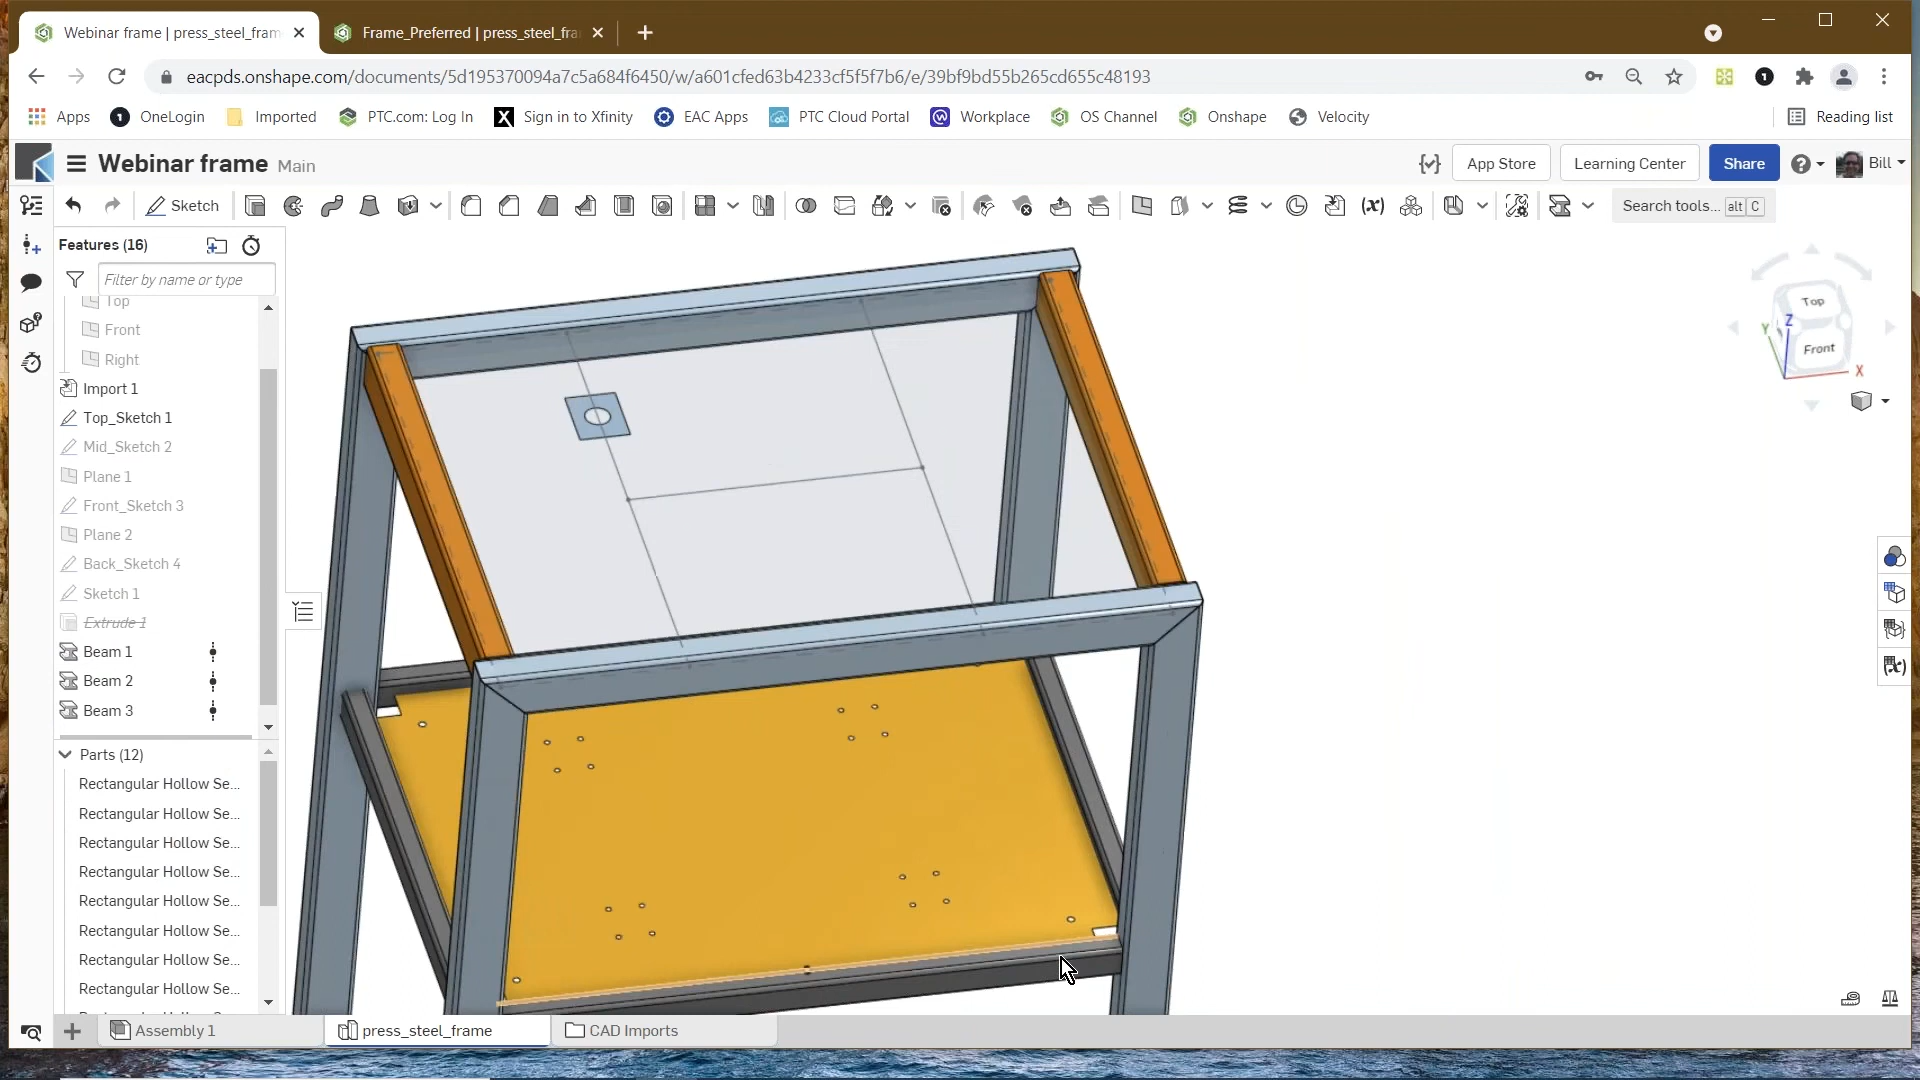 Webinar frame | press_steel_fram
Frame_Preferred | press_steel_fra
eacpds.onshape.com/documents/5d195370094a7c5a684f6450/w/a601cfed63b4233cf5f5f7b6/e/39bf9bd55b265cd655c48193
Apps
OneLogin
Imported
PTC.com: Log In
Sign in to Xfinity
EAC Apps
PTC Cloud Portal
Workplace
OS Channel
Onshape
Velocity
Reading list
Webinar frame Main
App Store
Learning Center
Share
Bill
Sketch
Search tools... alt C
Features (16)
Filter by name or type
Top
Front
Right
Import 1
Top_Sketch 1
Mid_Sketch 2
Plane 1
Front_Sketch 3
Plane 2
Back_Sketch 4
Sketch 1
Extrude 1
Beam 1
Beam 2
Beam 3
Parts (12)
Rectangular Hollow Se...
Rectangular Hollow Se...
Rectangular Hollow Se...
Rectangular Hollow Se...
Rectangular Hollow Se...
Rectangular Hollow Se...
Rectangular Hollow Se...
Rectangular Hollow Se...
Top
Front
Z
Y
X
Assembly 1
press_steel_frame
CAD Imports